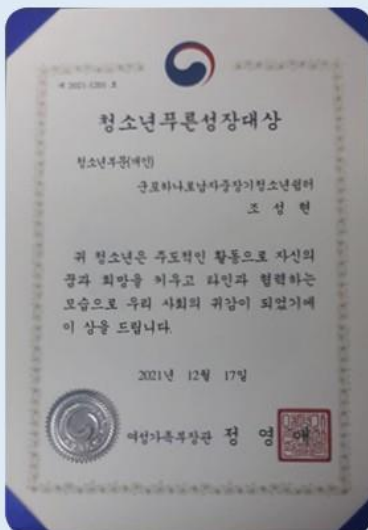 제 2021-1201 호
청소년푸른성장대상
청소년부문(개인)
군포하나로남자중장기청소년쉼터
조 성 현
귀 청소년은 주도적인 활동으로 자신의
꿈과 희망을 키우고 타인과 협력하는
모습으로 우리 사회의 귀감이 되었기에
이 상을 드립니다.
2021년 12월 17일
여성가족부장관 정 영 애